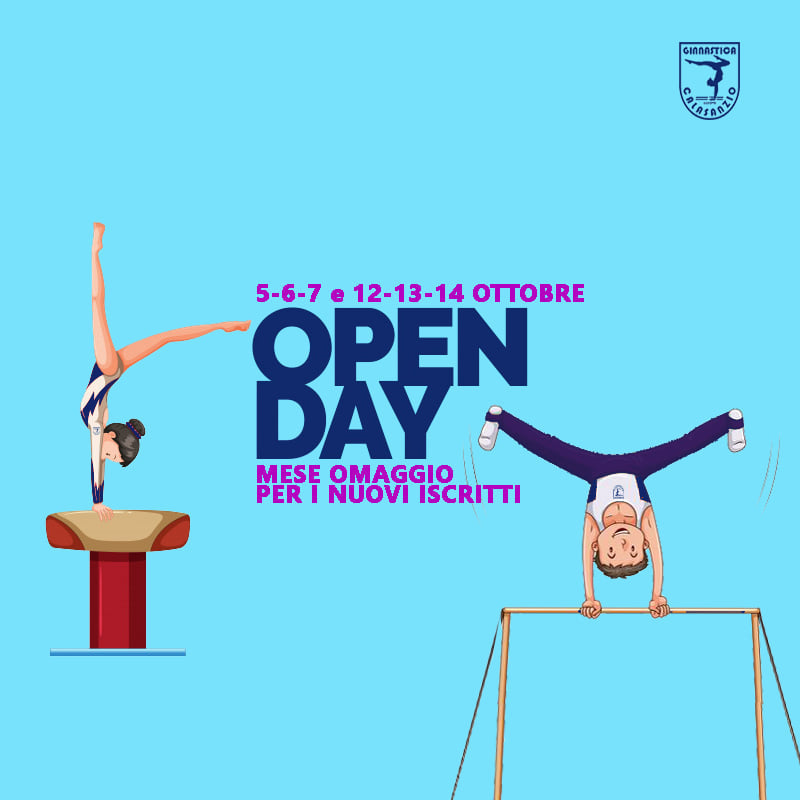 GINNASTICA
CALASANZIO
5-6-7 e 12-13-14 OTTOBRE
OPEN
DAY
MESE OMAGGIO
PER I NUOVI ISCRITTI